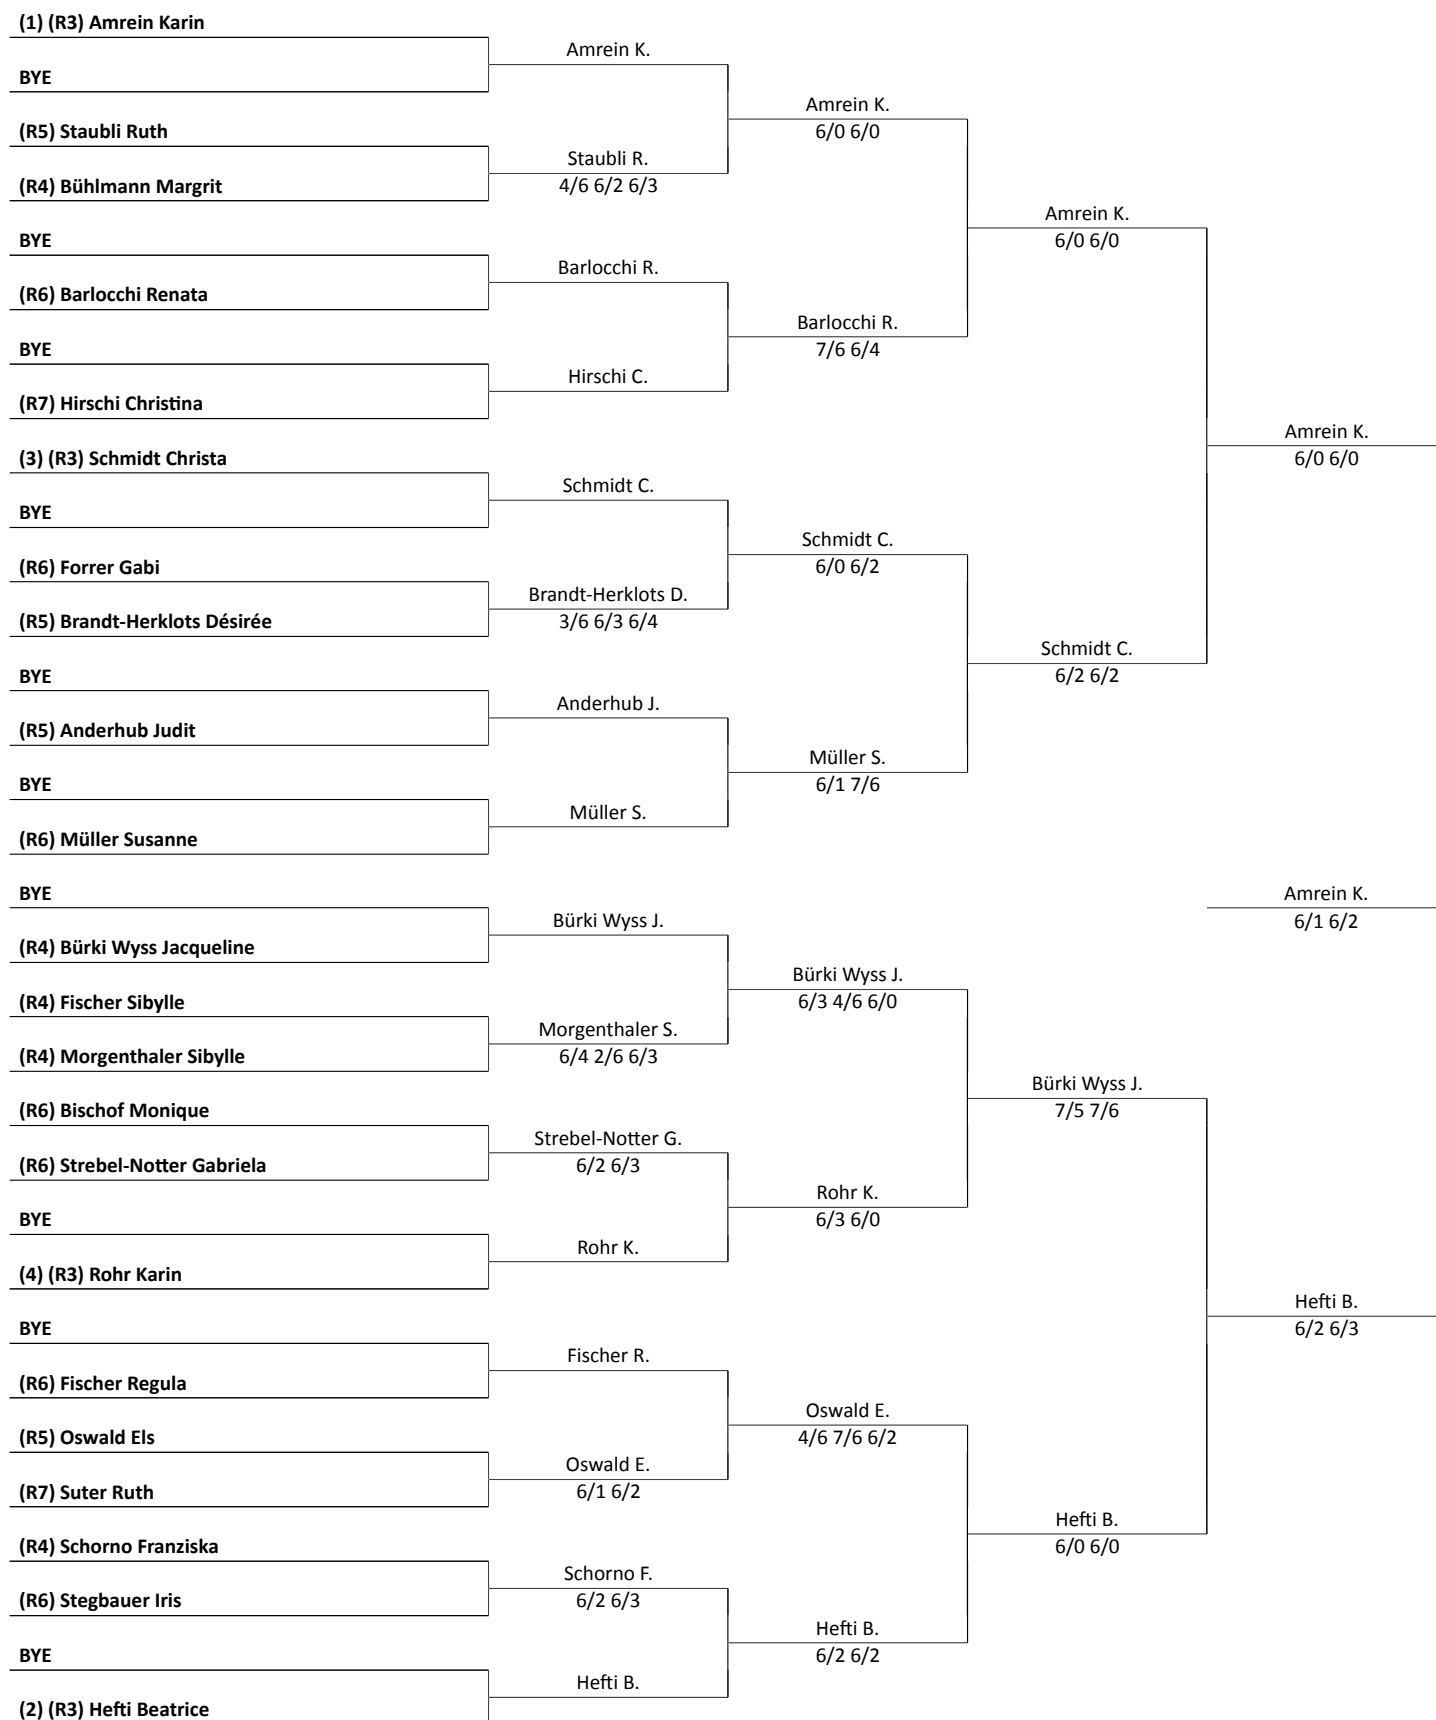 (1) (R3) Amrein Karin
Amrein K.
BYE
Amrein K.
6/0 6/0
(R5) Staubli Ruth
Staubli R.
4/6 6/2 6/3
(R4) Bühlmann Margrit
Amrein K.
6/0 6/0
BYE
Barlocchi R.
(R6) Barlocchi Renata
Barlocchi R.
7/6 6/4
BYE
Hirschi C.
(R7) Hirschi Christina
Amrein K.
6/0 6/0
(3) (R3) Schmidt Christa
Schmidt C.
BYE
Schmidt C.
6/0 6/2
(R6) Forrer Gabi
Brandt-Herklots D.
3/6 6/3 6/4
(R5) Brandt-Herklots Désirée
Schmidt C.
6/2 6/2
BYE
Anderhub J.
(R5) Anderhub Judit
Müller S.
6/1 7/6
BYE
Müller S.
(R6) Müller Susanne
BYE
Amrein K.
6/1 6/2
Bürki Wyss J.
(R4) Bürki Wyss Jacqueline
Bürki Wyss J.
6/3 4/6 6/0
(R4) Fischer Sibylle
Morgenthaler S.
6/4 2/6 6/3
(R4) Morgenthaler Sibylle
Bürki Wyss J.
7/5 7/6
(R6) Bischof Monique
Strebel-Notter G.
6/2 6/3
(R6) Strebel-Notter Gabriela
Rohr K.
6/3 6/0
BYE
Rohr K.
(4) (R3) Rohr Karin
Hefti B.
6/2 6/3
BYE
Fischer R.
(R6) Fischer Regula
Oswald E.
4/6 7/6 6/2
(R5) Oswald Els
Oswald E.
6/1 6/2
(R7) Suter Ruth
Hefti B.
6/0 6/0
(R4) Schorno Franziska
Schorno F.
6/2 6/3
(R6) Stegbauer Iris
Hefti B.
6/2 6/2
BYE
Hefti B.
(2) (R3) Hefti Beatrice